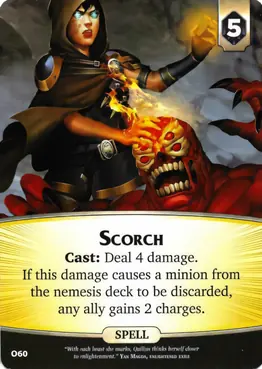 5
SCORCH
Cast: Deal 4 damage.
If this damage causes a minion from
the nemesis deck to be discarded,
any ally gains 2 charges.
SPELL
"With each beast she marks, Quilius thinks herself closer
to enlightenment." YAN MAGDA, ENLIGHTENED EXILE
O60